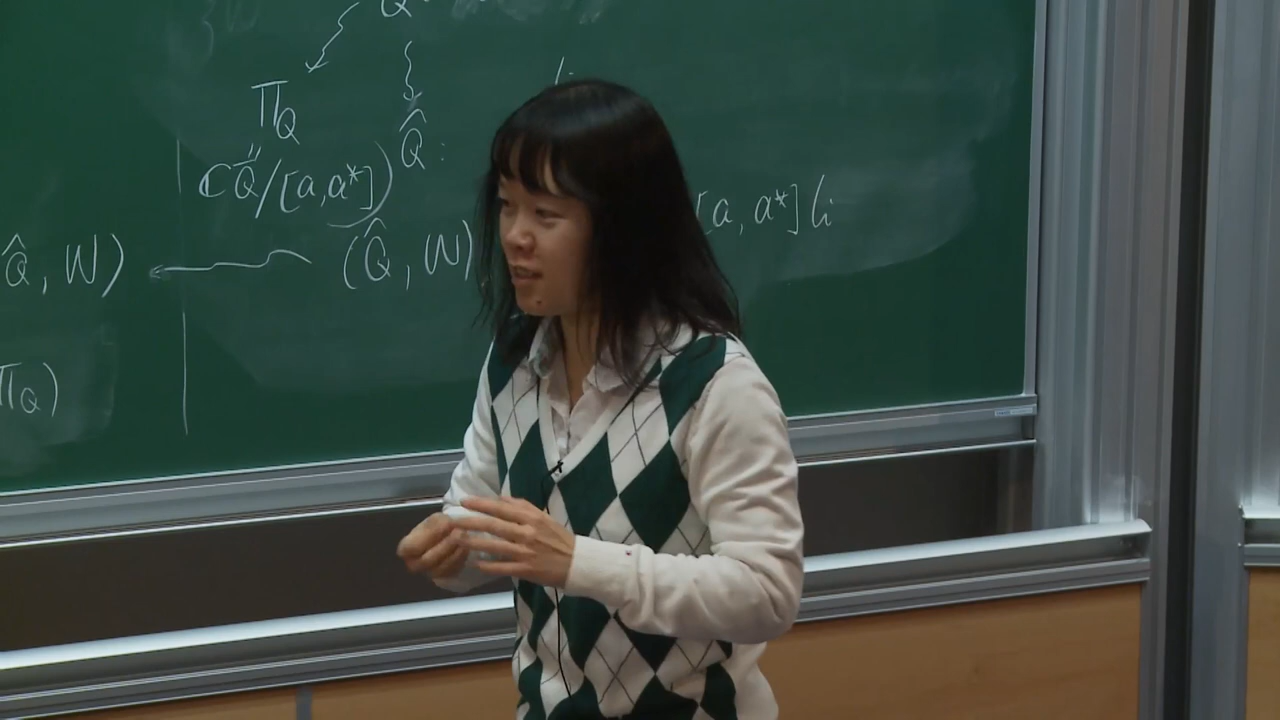 Q
Π_Q
Q̂ :
ℂQ̄/[a,a*])
[a, a*] li
Q̂, W)
(Q̂, W)
Π_Q)